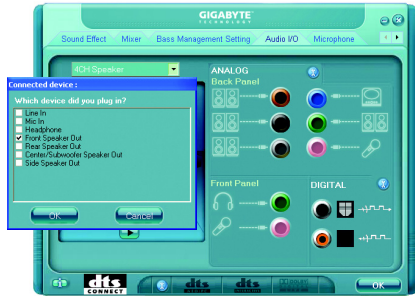 GIGABYTE
TECHNOLOGY
Sound Effect
Mixer
Bass Management Setting
Audio I/O
Microphone
4CH Speaker
ANALOG
Back Panel
Connected device :
Which device did you plug in?
Line In
Mic In
Headphone
Front Speaker Out
Rear Speaker Out
Center/Subwoofer Speaker Out
Side Speaker Out
OK
Cancel
Front Panel
DIGITAL
dts
CONNECT
dts
dts
OK